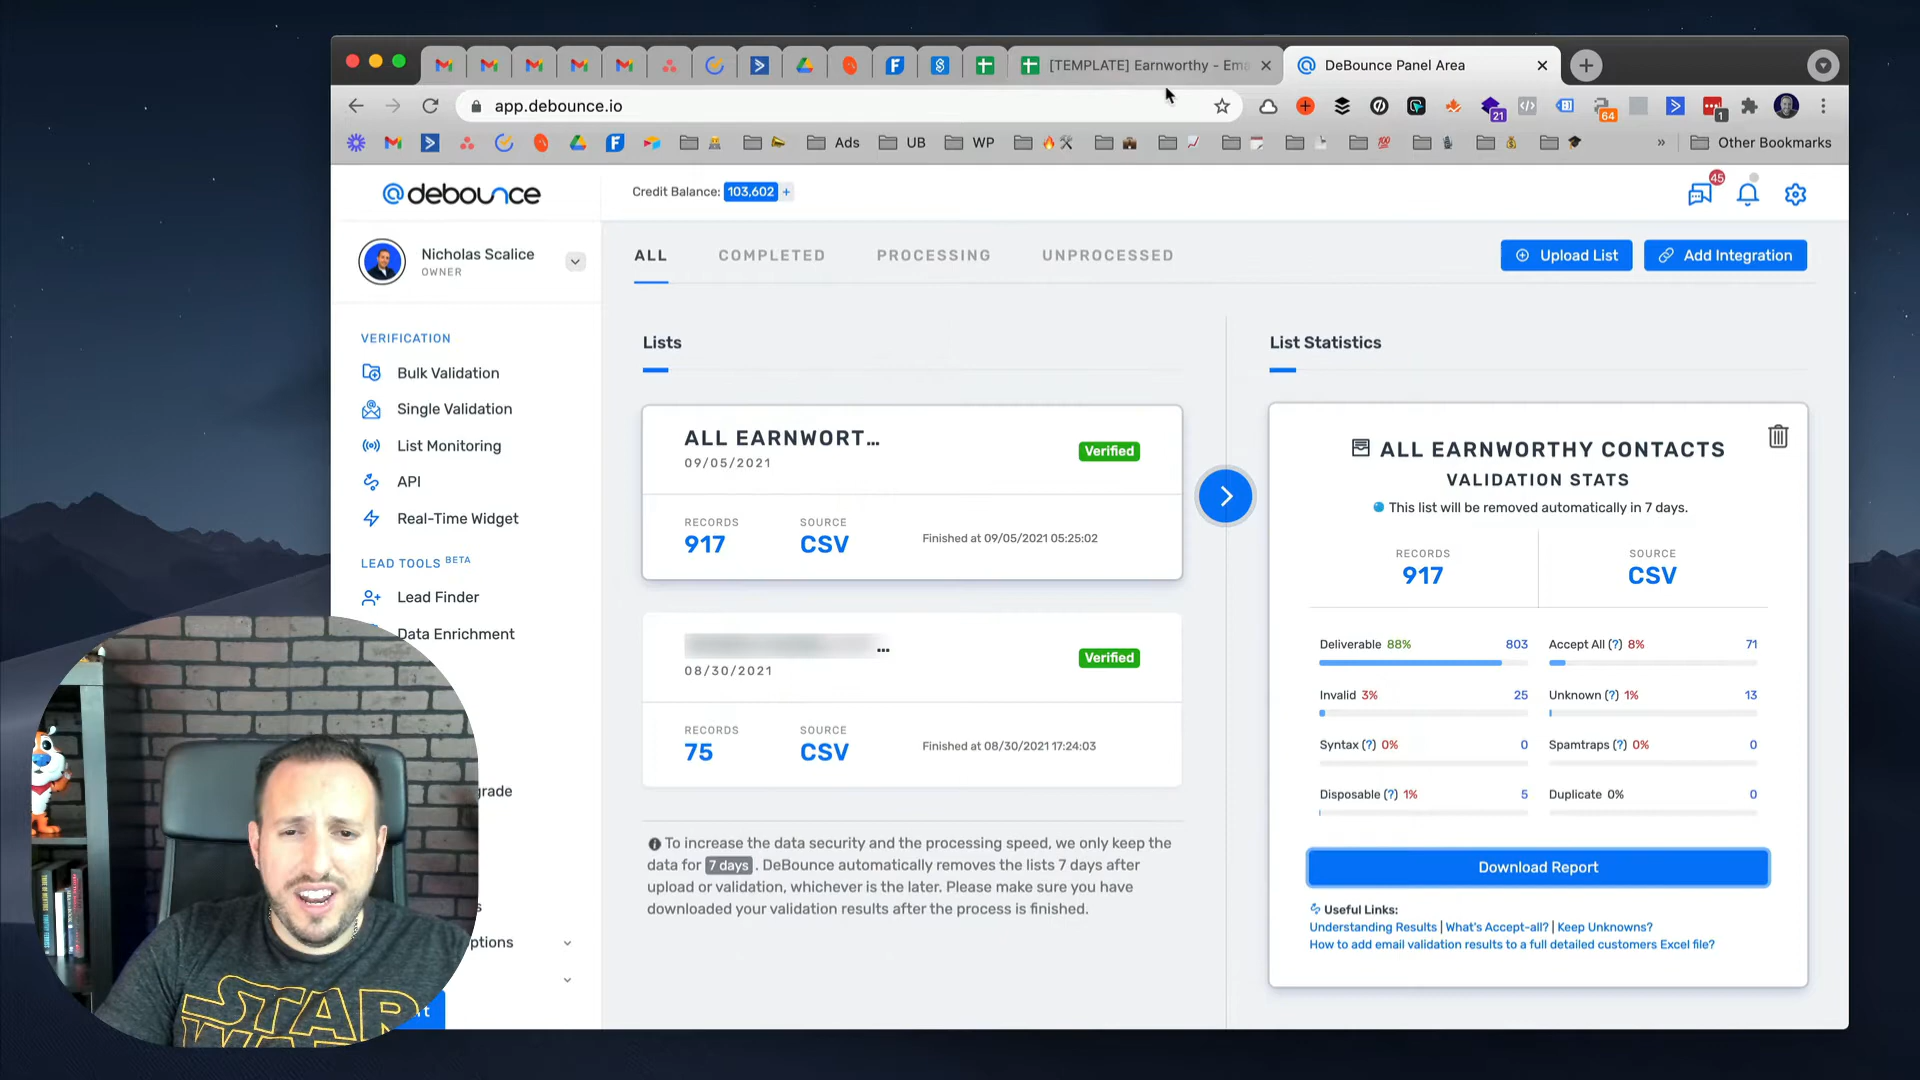 [TEMPLATE] Earnworthy - Ema
DeBounce Panel Area
app.debounce.io
21
64
1
Ads
UB
WP
Other Bookmarks
debounce
Credit Balance: 103,602 +
45
Nicholas Scalice
OWNER
ALL
COMPLETED
PROCESSING
UNPROCESSED
Upload List
Add Integration
VERIFICATION
Bulk Validation
Single Validation
List Monitoring
API
Real-Time Widget
LEAD TOOLS BETA
Lead Finder
Data Enrichment
grade
ptions
Lists
ALL EARNWORT...
09/05/2021
Verified
RECORDS
917
SOURCE
CSV
Finished at 09/05/2021 05:25:02
...
08/30/2021
Verified
RECORDS
75
SOURCE
CSV
Finished at 08/30/2021 17:24:03
To increase the data security and the processing speed, we only keep the
data for 7 days . DeBounce automatically removes the lists 7 days after
upload or validation, whichever is the later. Please make sure you have
downloaded your validation results after the process is finished.
List Statistics
ALL EARNWORTHY CONTACTS
VALIDATION STATS
This list will be removed automatically in 7 days.
RECORDS
917
SOURCE
CSV
Deliverable 88% 803
Accept All (?) 8% 71
Invalid 3% 25
Unknown (?) 1% 13
Syntax (?) 0% 0
Spamtraps (?) 0% 0
Disposable (?) 1% 5
Duplicate 0% 0
Download Report
Useful Links:
Understanding Results | What's Accept-all? | Keep Unknowns?
How to add email validation results to a full detailed customers Excel file?
STAR
WA